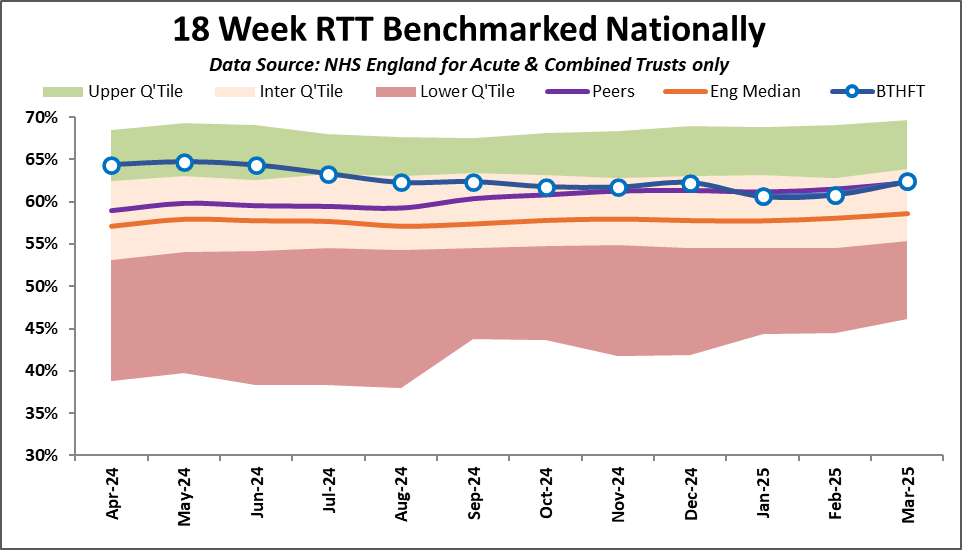 18 Week RTT Benchmarked Nationally
Data Source: NHS England for Acute & Combined Trusts only
Upper Q'Tile Inter Q'Tile Lower Q'Tile Peers Eng Median BTHFT
70%
65%
60%
55%
50%
45%
40%
35%
30%
Apr-24 May-24 Jun-24 Jul-24 Aug-24 Sep-24 Oct-24 Nov-24 Dec-24 Jan-25 Feb-25 Mar-25